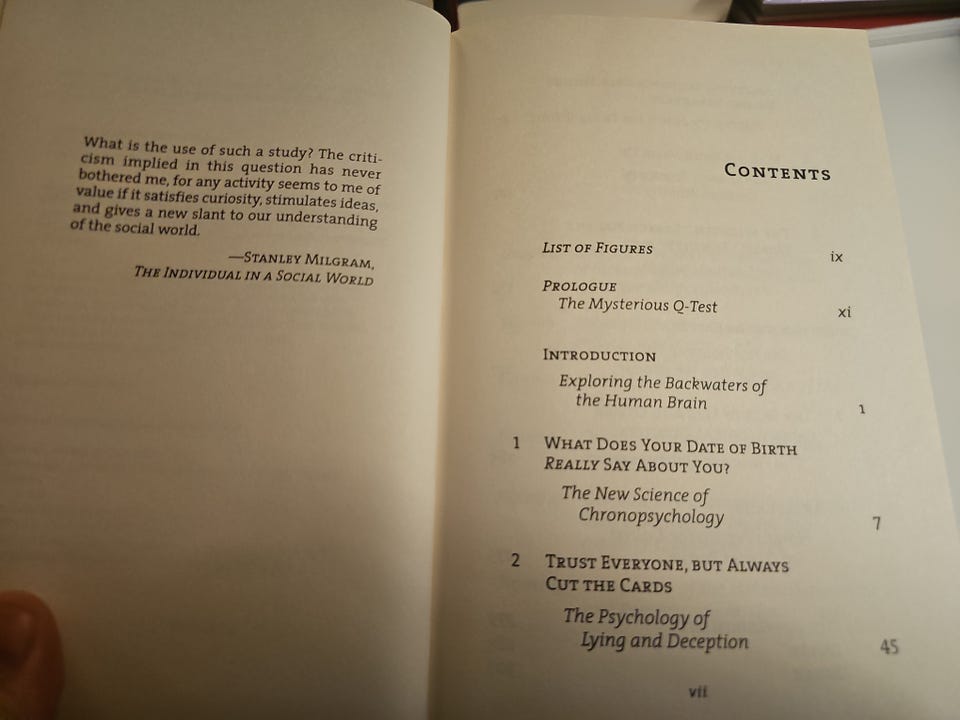 What is the use of such a study? The criti-
cism implied in this question has never
bothered me, for any activity seems to me of
value if it satisfies curiosity, stimulates ideas,
and gives a new slant to our understanding
of the social world.
—Stanley Milgram,
The Individual in a Social World
Contents
List of Figures ix
Prologue
The Mysterious Q-Test xi
Introduction
Exploring the Backwaters of
the Human Brain 1
1 What Does Your Date of Birth
Really Say About You?
The New Science of
Chronopsychology 7
2 Trust Everyone, but Always
Cut the Cards
The Psychology of
Lying and Deception 45
vii